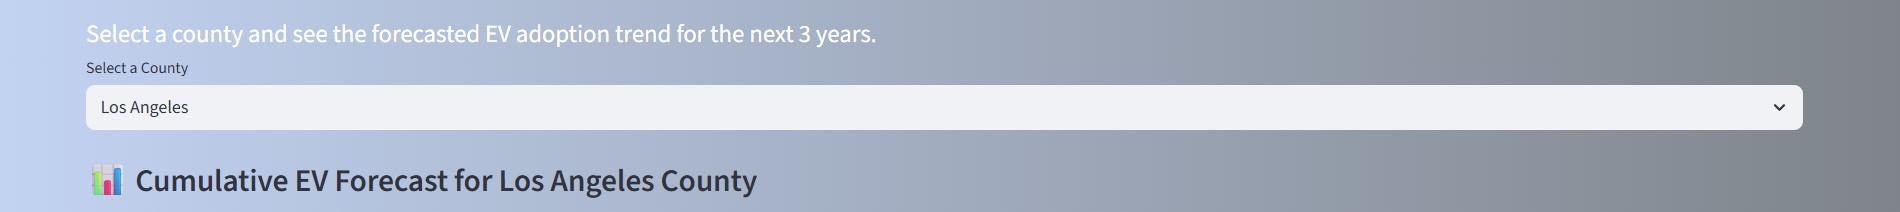 Select a county and see the forecasted EV adoption trend for the next 3 years.
Select a County
Los Angeles
Cumulative EV Forecast for Los Angeles County